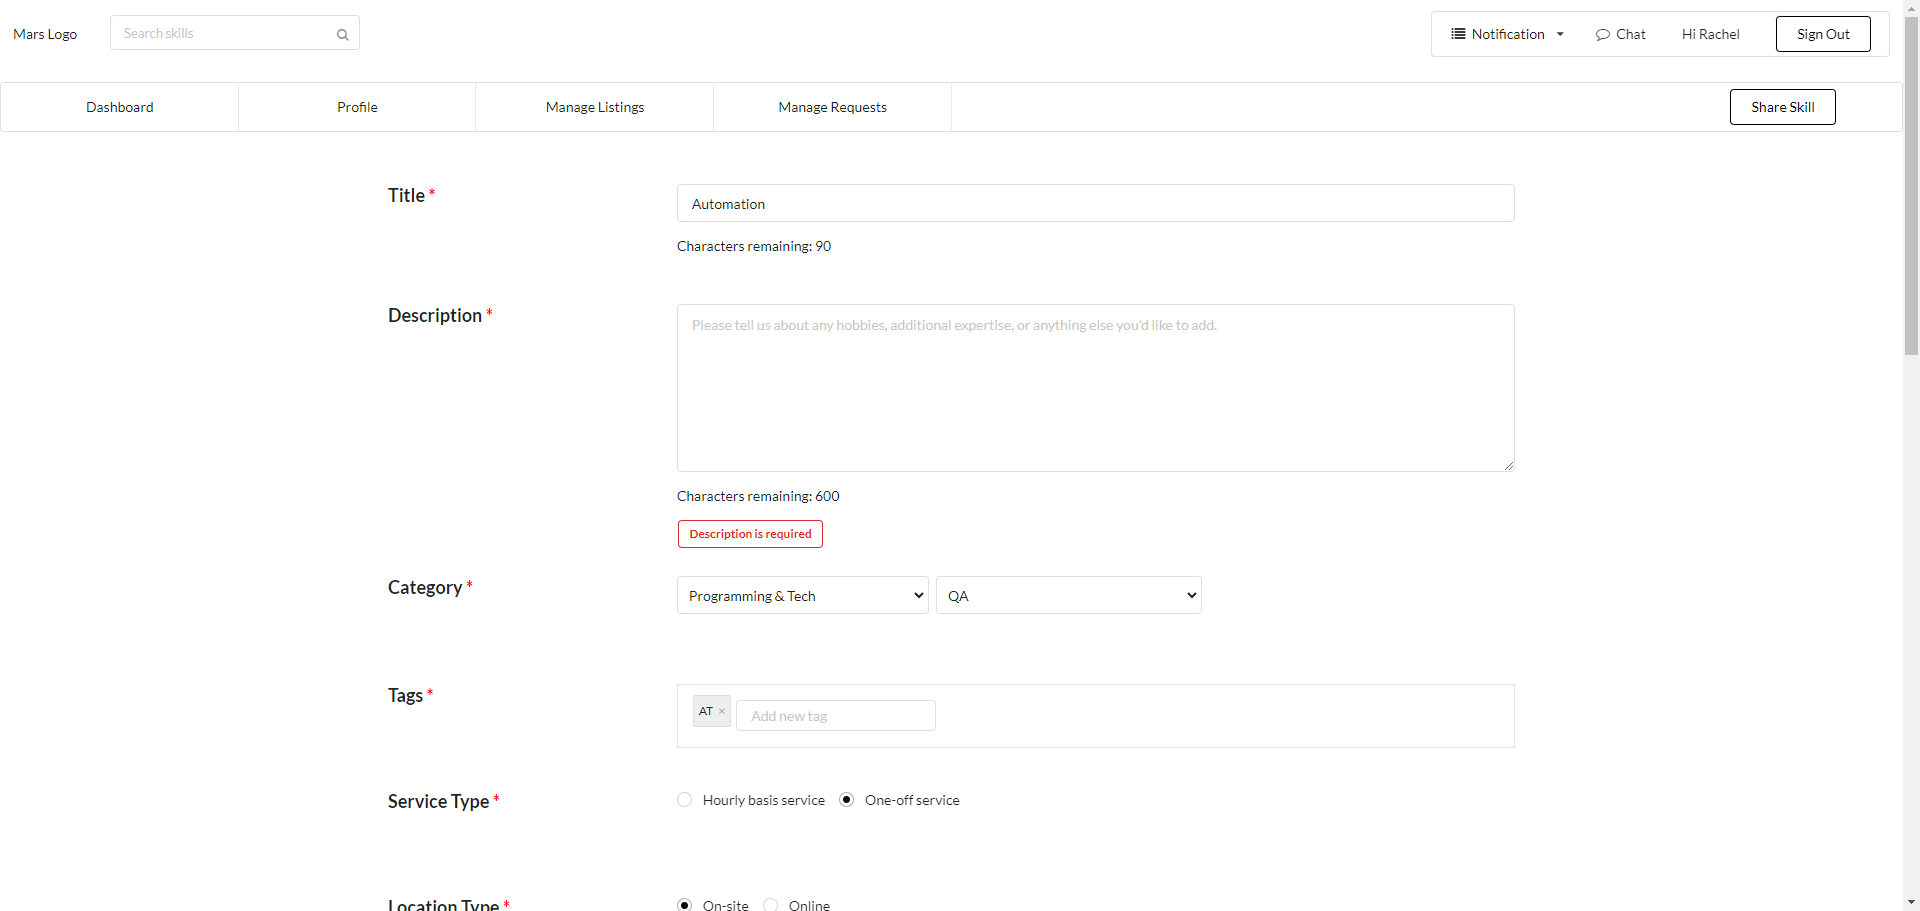 Mars Logo
Search skills
Notification
Chat
Hi Rachel
Sign Out
Dashboard
Profile
Manage Listings
Manage Requests
Share Skill
Title *
Automation
Characters remaining: 90
Description *
Please tell us about any hobbies, additional expertise, or anything else you'd like to add.
Characters remaining: 600
Description is required
Category *
Programming & Tech
QA
Tags *
AT ×
Add new tag
Service Type *
Hourly basis service
One-off service
Location Type *
On-site
Online